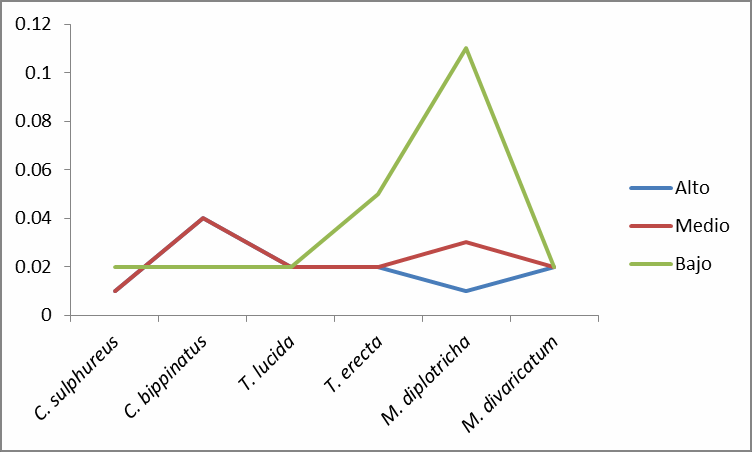 0.12
0.1
0.08
0.06
0.04
0.02
0
C. sulphureus
C. bippinatus
T. lucida
T. erecta
M. diplotricha
M. divaricatum
Alto
Medio
Bajo